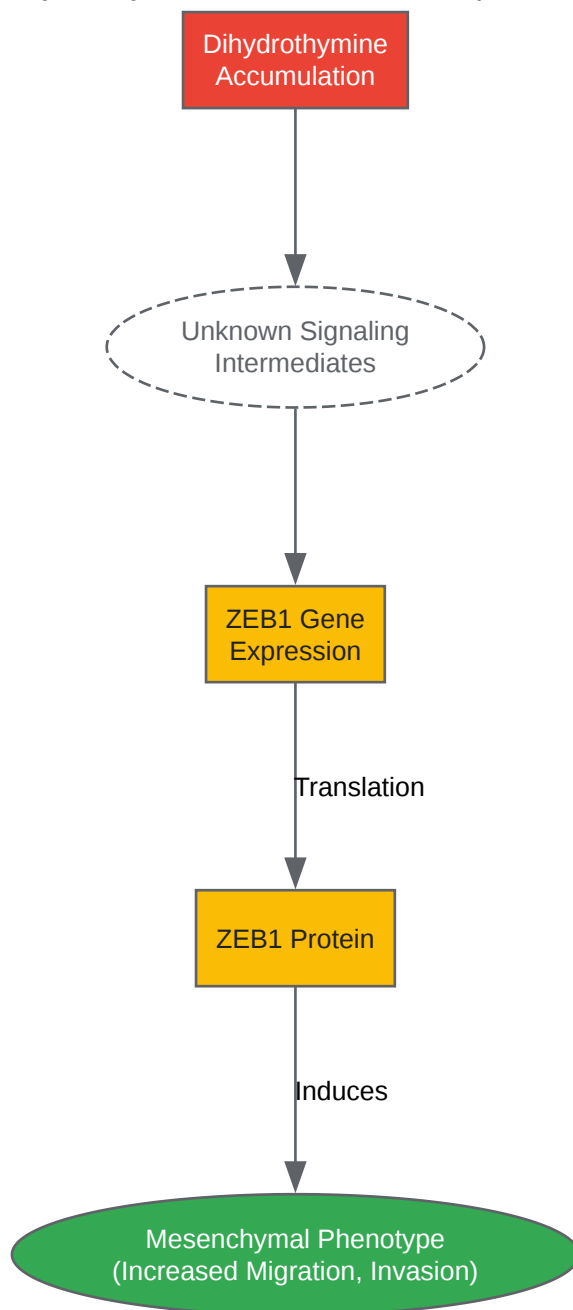 Dihydrothymine
Accumulation
Unknown Signaling
Intermediates
ZEB1 Gene
Expression
Translation
ZEB1 Protein
Induces
Mesenchymal Phenotype
(Increased Migration, Invasion)